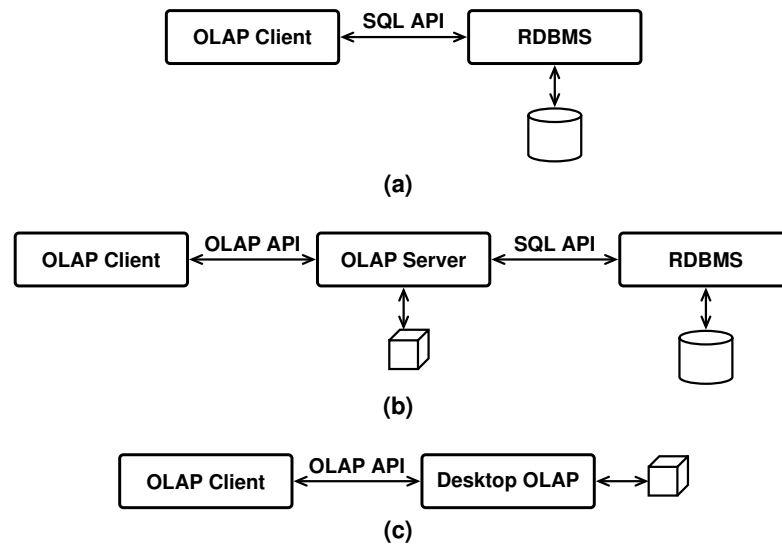 SQL API
OLAP Client
RDBMS
(a)
OLAP API
SQL API
OLAP Client
OLAP Server
RDBMS
(b)
OLAP API
OLAP Client
Desktop OLAP
(c)